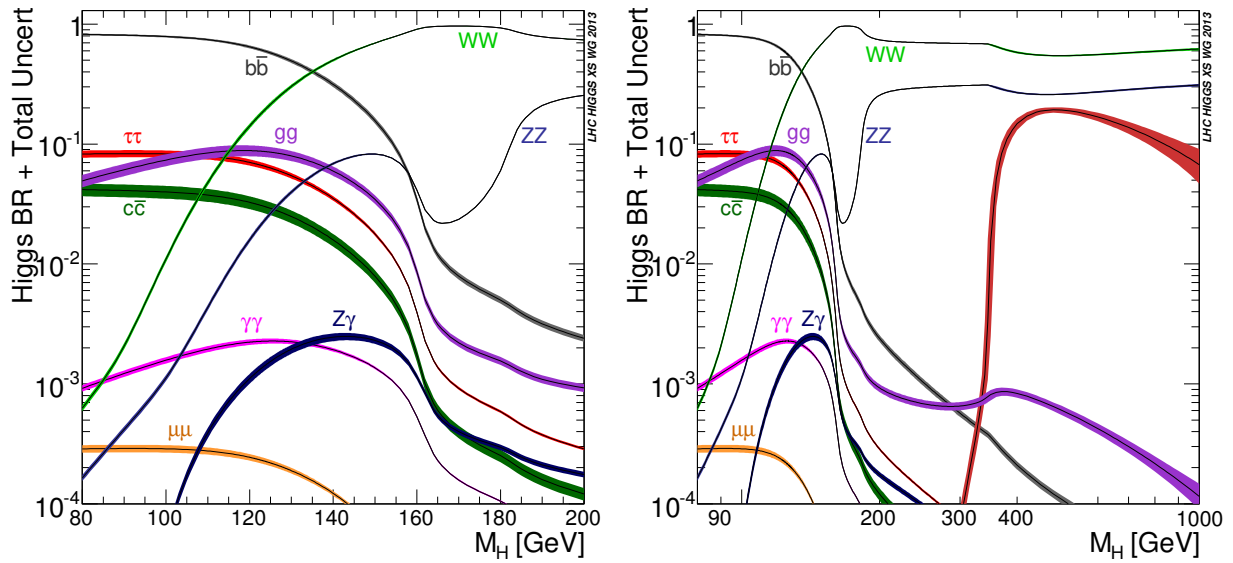 Higgs BR + Total Uncert
1
10⁻¹
10⁻²
10⁻³
10⁻⁴
WW
bb̄
ττ
gg
ZZ
cc̄
γγ
Zγ
μμ
80
100
120
140
160
180
200
M_H [GeV]
LHC HIGGS XS WG 2013
Higgs BR + Total Uncert
1
10⁻¹
10⁻²
10⁻³
10⁻⁴
WW
bb̄
ττ
gg
ZZ
cc̄
γγ
Zγ
μμ
90
200
300
400
1000
M_H [GeV]
LHC HIGGS XS WG 2013